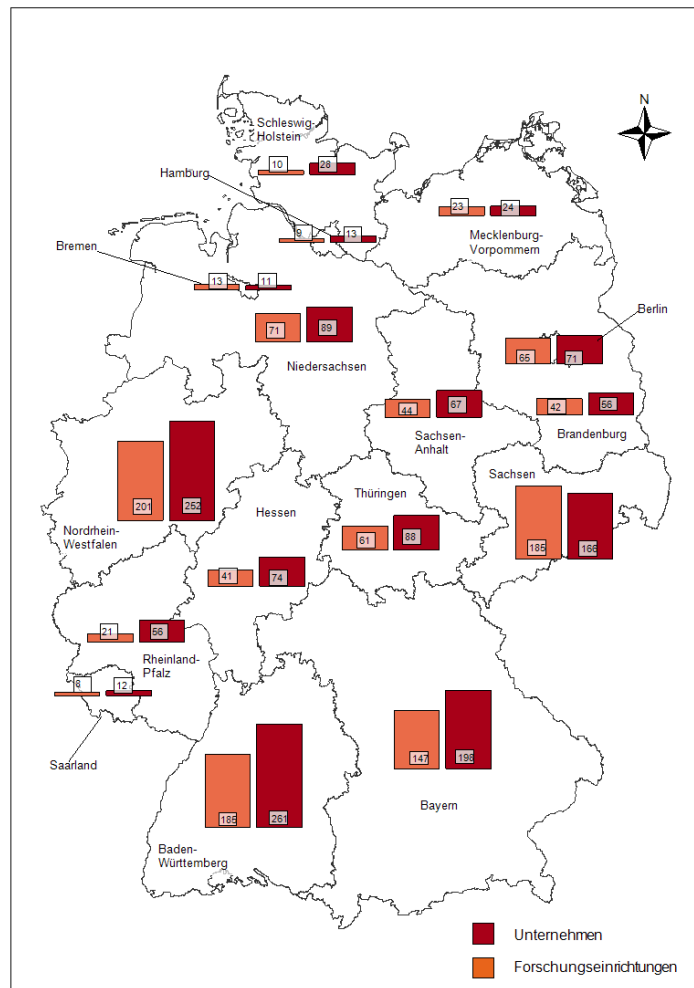 N
Schleswig-
Holstein
10 28
Hamburg
23 24
9 13
Mecklenburg-
Vorpommern
Bremen
13 11
Berlin
71 89
65 71
Niedersachsen
44 67
42 56
Sachsen-
Anhalt
Brandenburg
201 252
Sachsen
Thüringen
Hessen
Nordrhein-
Westfalen
61 88
185 166
41 74
21 56
Rheinland-
Pfalz
8 12
Saarland
147 198
Bayern
185 261
Baden-
Württemberg
Unternehmen
Forschungseinrichtungen